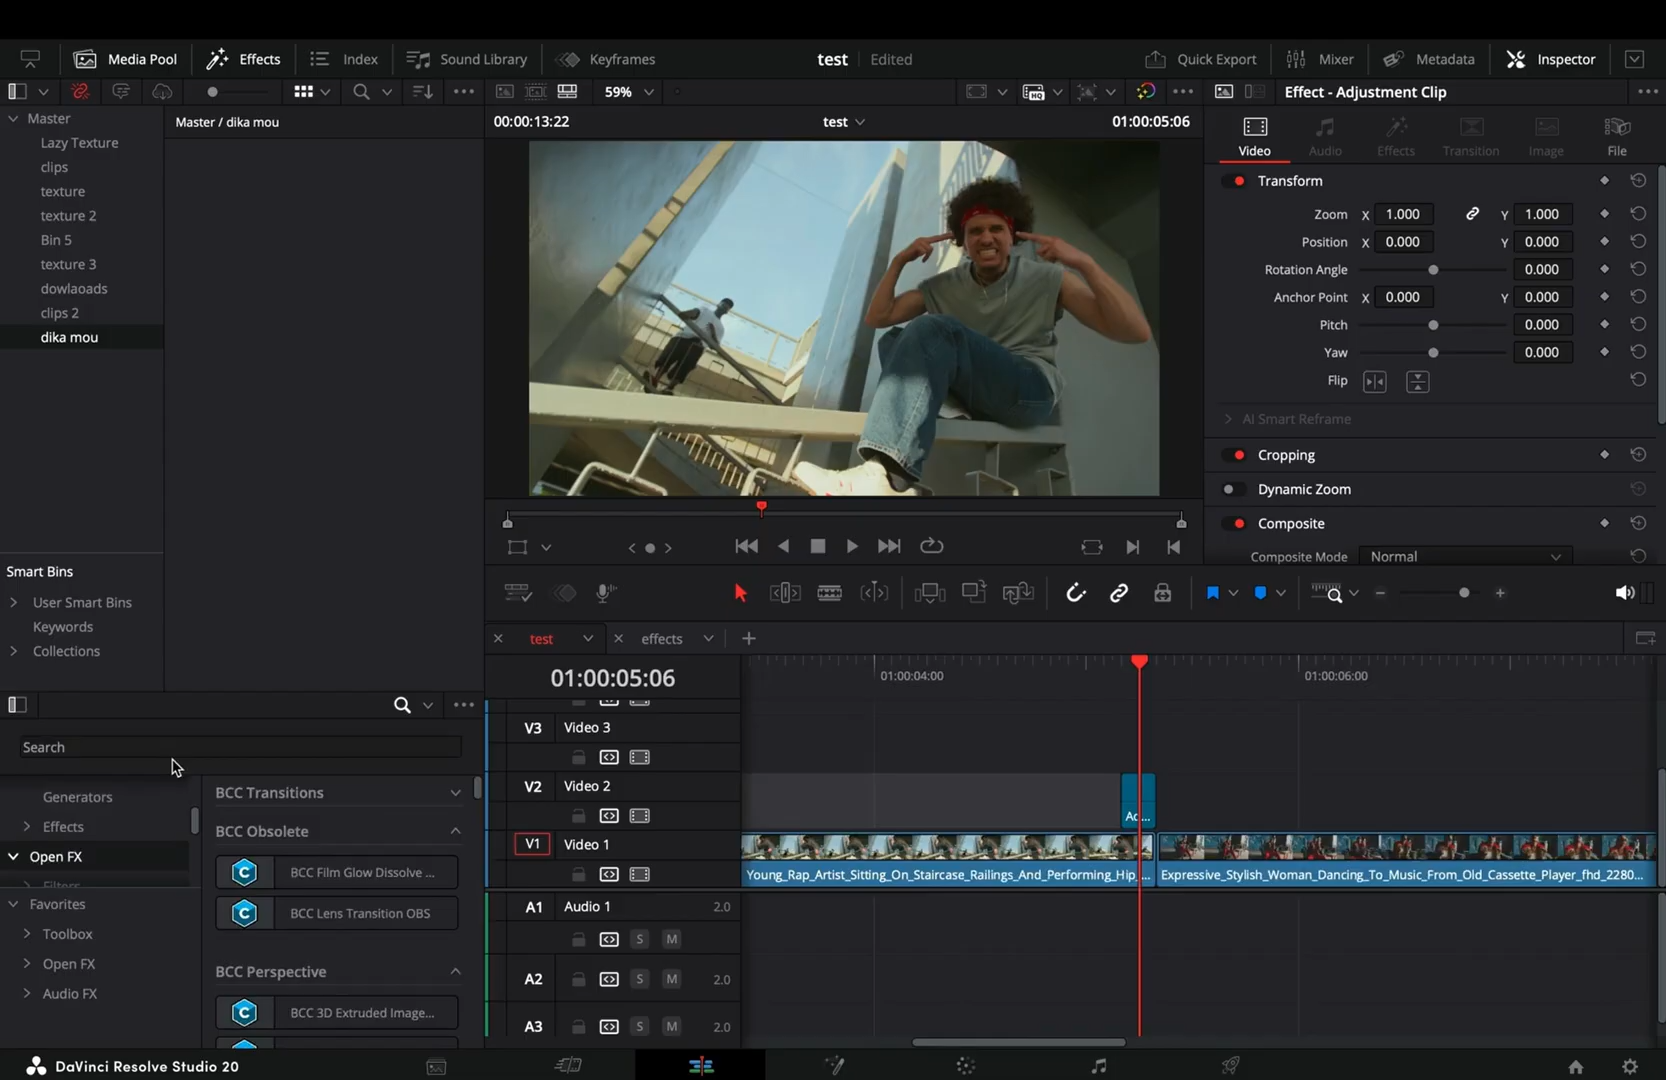 Media Pool
Effects
Index
Sound Library
Keyframes
test
Edited
Quick Export
Mixer
Metadata
Inspector
59%
Effect - Adjustment Clip
Master
Lazy Texture
clips
texture
texture 2
Bin 5
texture 3
dowlaoads
clips 2
dika mou
Master / dika mou
00:00:13:22
test
01:00:05:06
Video
Audio
Effects
Transition
Image
File
Transform
Zoom X 1.000 Y 1.000
Position X 0.000 Y 0.000
Rotation Angle 0.000
Anchor Point X 0.000 Y 0.000
Pitch 0.000
Yaw 0.000
Flip
AI Smart Reframe
Cropping
Dynamic Zoom
Composite
Composite Mode Normal
Smart Bins
User Smart Bins
Keywords
Collections
Search
Generators
Effects
Open FX
Favorites
Toolbox
Open FX
Audio FX
BCC Transitions
BCC Obsolete
BCC Film Glow Dissolve ...
BCC Lens Transition OBS
BCC Perspective
BCC 3D Extruded Image...
test
effects
01:00:05:06
01:00:04:00
01:00:06:00
V3 Video 3
V2 Video 2
Ad...
V1 Video 1
Young_Rap_Artist_Sitting_On_Staircase_Railings_And_Performing_Hip_...
Expressive_Stylish_Woman_Dancing_To_Music_From_Old_Cassette_Player_fhd_2280...
A1 Audio 1 2.0
S M
A2 S M 2.0
A3 S M 2.0
DaVinci Resolve Studio 20